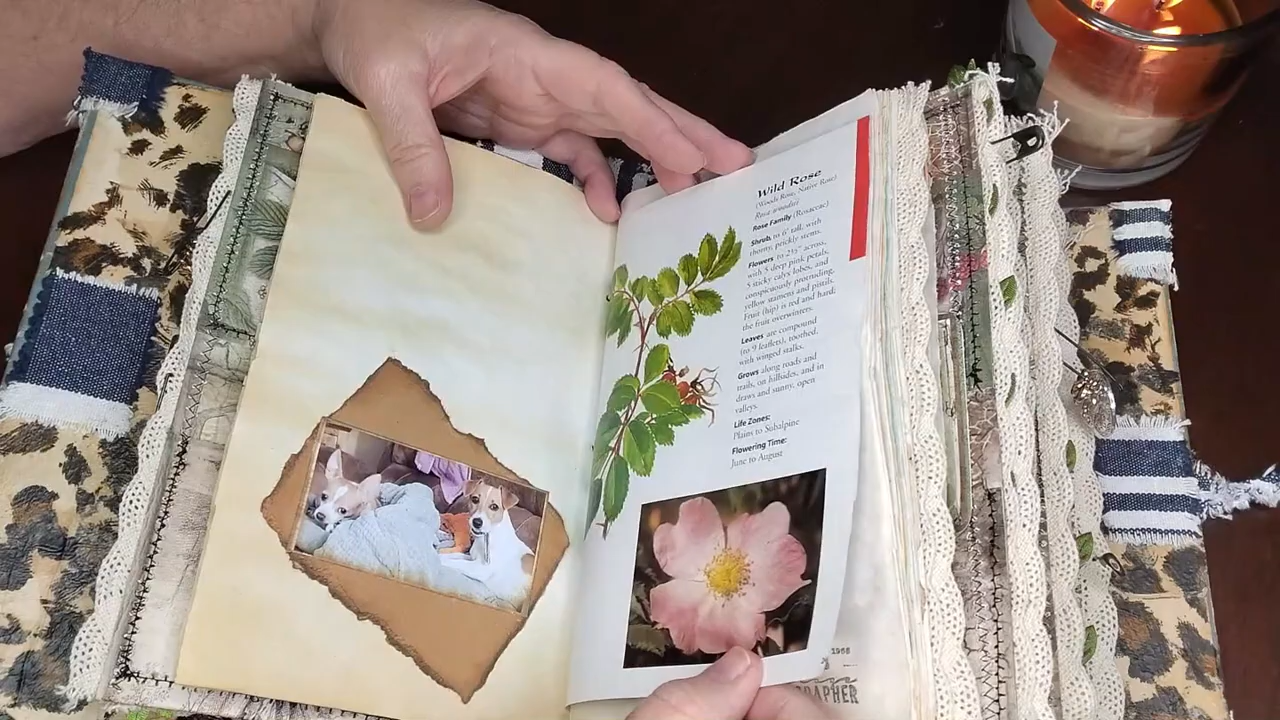 Wild Rose
(Woods Rose, Native Rose)
Rosa woodsii
Rose Family (Rosaceae)
Shrub to 6' tall, with
thorny, prickly stems.
Flowers to 2½" across,
with 5 deep pink petals,
5 sticky calyx lobes, and
conspicuously protruding,
yellow stamens and pistils.
Fruit (hip) is red and hard;
the fruit overwinters.
Leaves are compound
(to 9 leaflets), toothed,
with winged stalks.
Grows along roads and
trails, on hillsides, and in
draws and sunny, open
valleys.
Life Zones:
Plains to Subalpine
Flowering Time:
June to August
1968